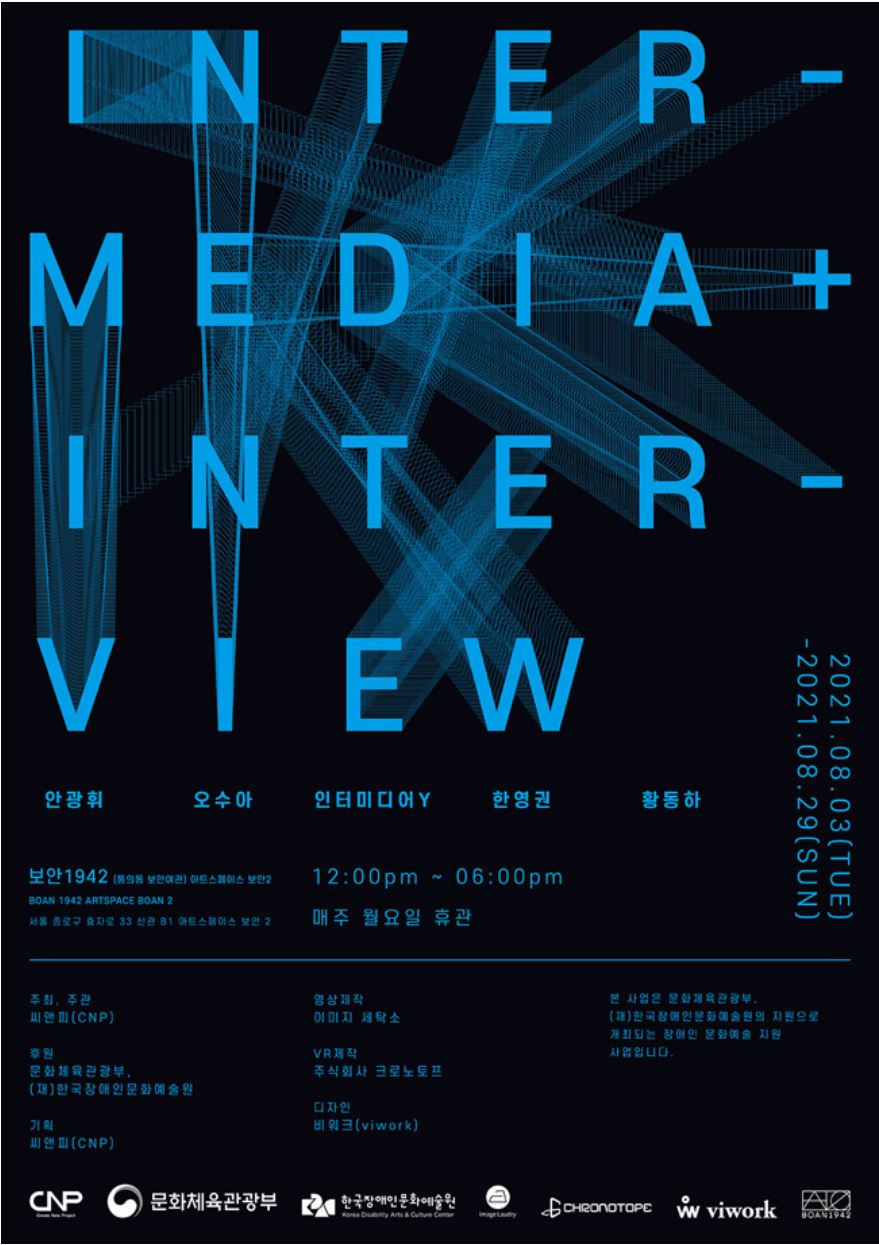 INTER-
MEDIA+
INTER-
VIEW
2021.08.03(TUE)
-2021.08.29(SUN)
안광휘 오수아 인터미디어Y 한영권 황동하
보안1942 (통의동 보안여관) 아트스페이스 보안2
BOAN 1942 ARTSPACE BOAN 2
서울 종로구 효자로 33 신관 B1 아트스페이스 보안 2
12:00pm ~ 06:00pm
매주 월요일 휴관
주최, 주관
씨앤피(CNP)
후원
문화체육관광부,
(재)한국장애인문화예술원
기획
씨앤피(CNP)
영상제작
이미지 세탁소
VR제작
주식회사 크로노토프
디자인
비워크(viwork)
본 사업은 문화체육관광부,
(재)한국장애인문화예술원의 지원으로
개최되는 장애인 문화예술 지원
사업입니다.
CNP
Create New Project
문화체육관광부
한국장애인문화예술원
Korea Disability Arts & Culture Center
Image Laudry
CHRONOTOPE
viwork
BOAN1942